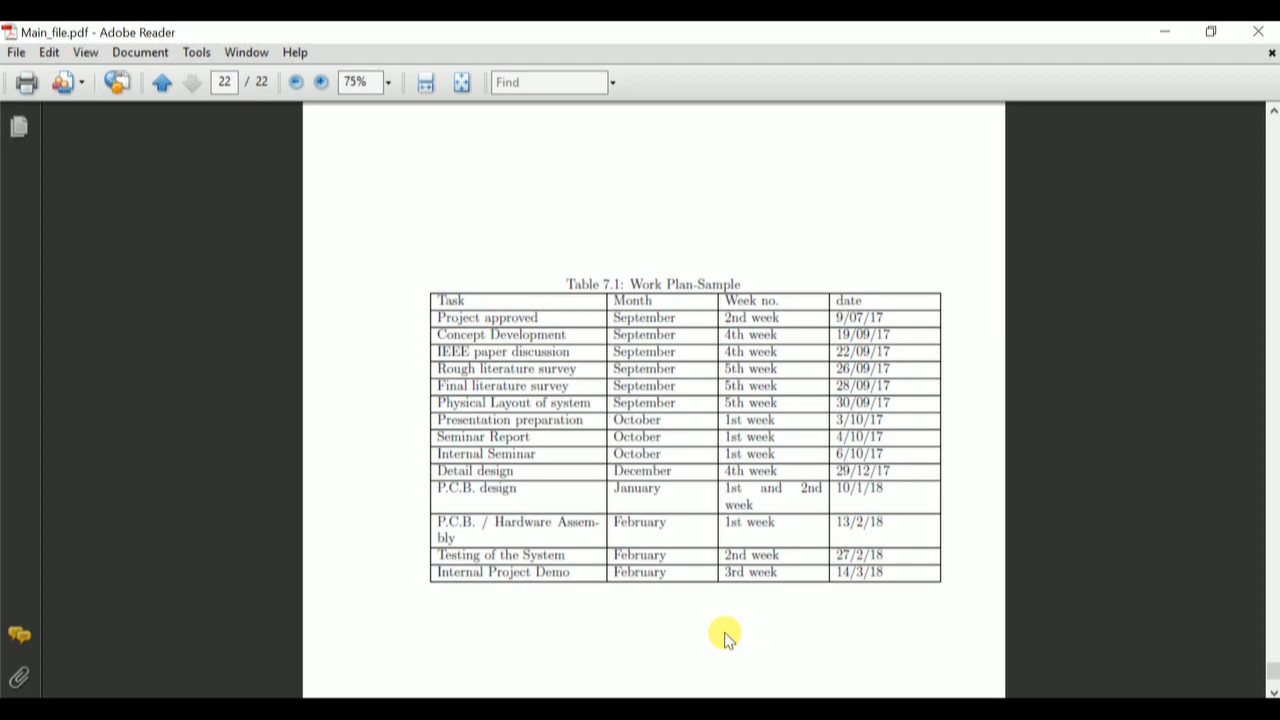 Main_file.pdf - Adobe Reader
File Edit View Document Tools Window Help
22 / 22 75% Find
Table 7.1: Work Plan-Sample
Task Month Week no. date
Project approved September 2nd week 9/07/17
Concept Development September 4th week 19/09/17
IEEE paper discussion September 4th week 22/09/17
Rough literature survey September 5th week 26/09/17
Final literature survey September 5th week 28/09/17
Physical Layout of system September 5th week 30/09/17
Presentation preparation October 1st week 3/10/17
Seminar Report October 1st week 4/10/17
Internal Seminar October 1st week 6/10/17
Detail design December 4th week 29/12/17
P.C.B. design January 1st and 2nd 10/1/18
week
P.C.B. / Hardware Assem- February 1st week 13/2/18
bly
Testing of the System February 2nd week 27/2/18
Internal Project Demo February 3rd week 14/3/18